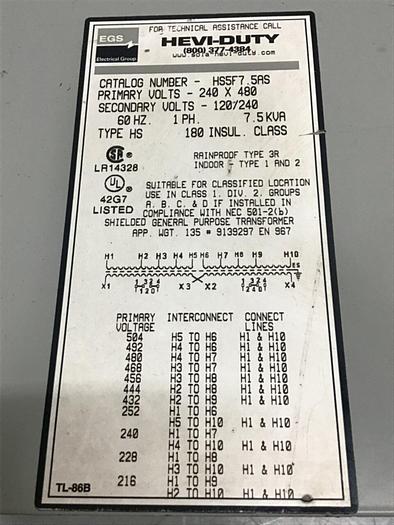 FOR TECHNICAL ASSISTANCE CALL
EGS
Electrical Group
HEVI-DUTY
(800) 377-4384
www.sola-hevi-duty.com
CATALOG NUMBER - HS5F7.5AS
PRIMARY VOLTS - 240 X 480
SECONDARY VOLTS - 120/240
60 HZ. 1 PH. 7.5 KVA
TYPE HS 180 INSUL. CLASS
LR14328
RAINPROOF TYPE 3R
INDOOR - TYPE 1 AND 2
UL
42G7
LISTED
SUITABLE FOR CLASSIFIED LOCATION
USE IN CLASS 1. DIV. 2. GROUPS
A. B. C. & D IF INSTALLED IN
COMPLIANCE WITH NEC 501-2(b)
SHIELDED GENERAL PURPOSE TRANSFORMER
APP. WGT. 135 # 9139297 EN 967
H1 H2 H3 H4 H5 H6 H7 H8 H9 H10
ES
X1 X3 X2 X4
PRIMARY VOLTAGE INTERCONNECT CONNECT LINES
504 H5 TO H6 H1 & H10
492 H4 TO H6 H1 & H10
480 H4 TO H7 H1 & H10
468 H3 TO H7 H1 & H10
456 H3 TO H8 H1 & H10
444 H2 TO H8 H1 & H10
432 H2 TO H9 H1 & H10
252 H1 TO H6
H5 TO H10 H1 & H10
240 H1 TO H7
H4 TO H10 H1 & H10
228 H1 TO H8
H3 TO H10 H1 & H10
216 H1 TO H9
H2 TO H10 H1 & H10
TL-86B